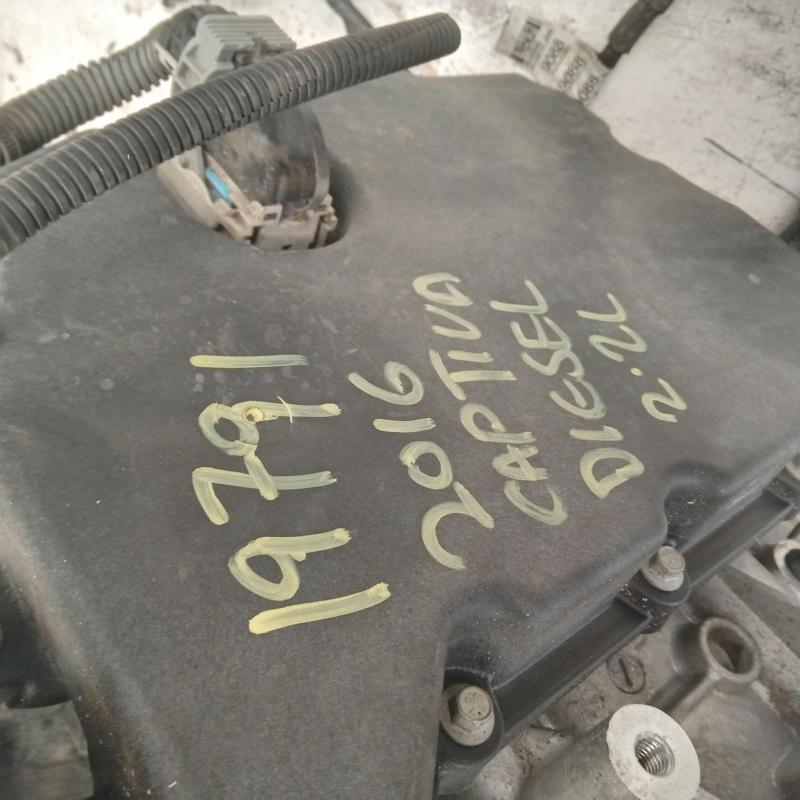 19791
2016
CAPTIVA
DIESEL
2.2L